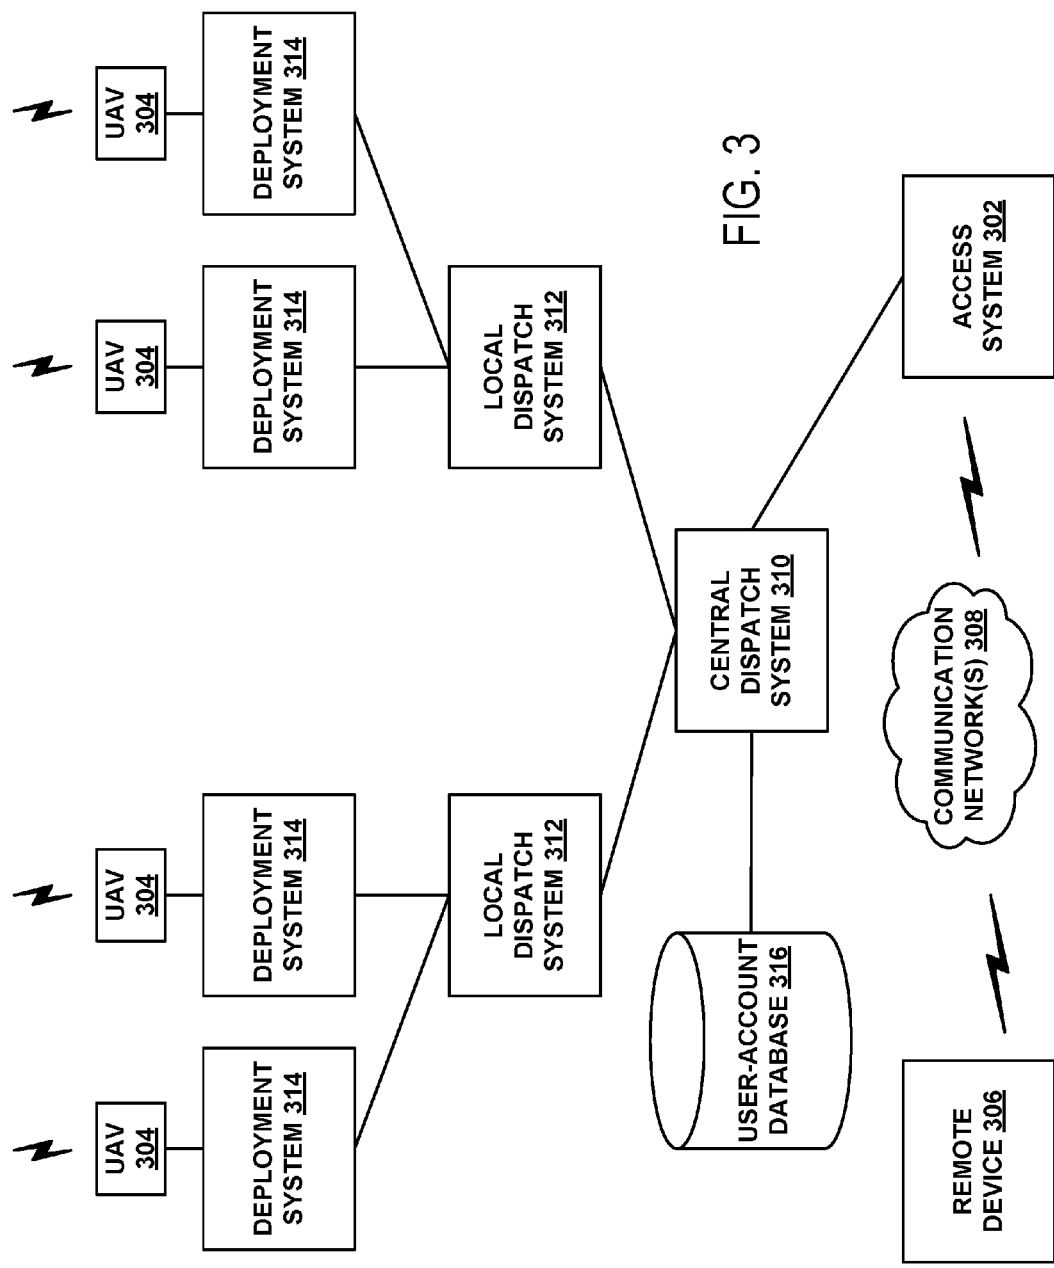 REMOTE
DEVICE 306
COMMUNICATION
NETWORK(S) 308
ACCESS
SYSTEM 302
USER-ACCOUNT
DATABASE 316
CENTRAL
DISPATCH
SYSTEM 310
FIG. 3
LOCAL
DISPATCH
SYSTEM 312
LOCAL
DISPATCH
SYSTEM 312
DEPLOYMENT
SYSTEM 314
DEPLOYMENT
SYSTEM 314
DEPLOYMENT
SYSTEM 314
DEPLOYMENT
SYSTEM 314
UAV
304
UAV
304
UAV
304
UAV
304